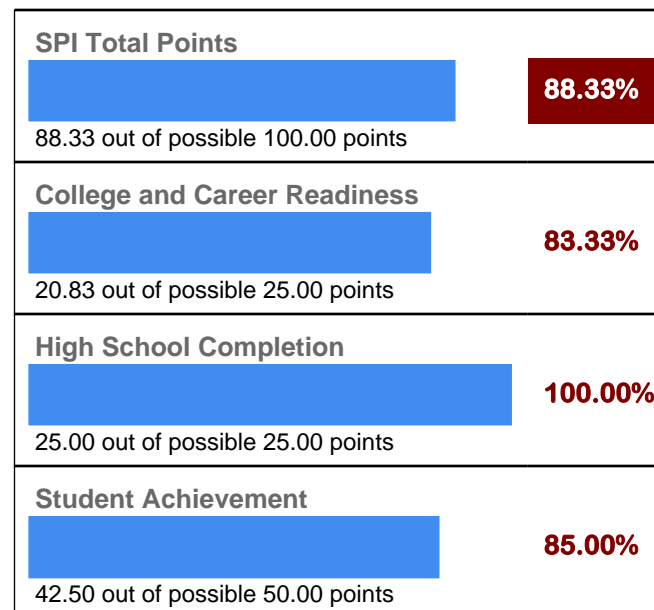 SPI Total Points
88.33%
88.33 out of possible 100.00 points
College and Career Readiness
83.33%
20.83 out of possible 25.00 points
High School Completion
100.00%
25.00 out of possible 25.00 points
Student Achievement
85.00%
42.50 out of possible 50.00 points